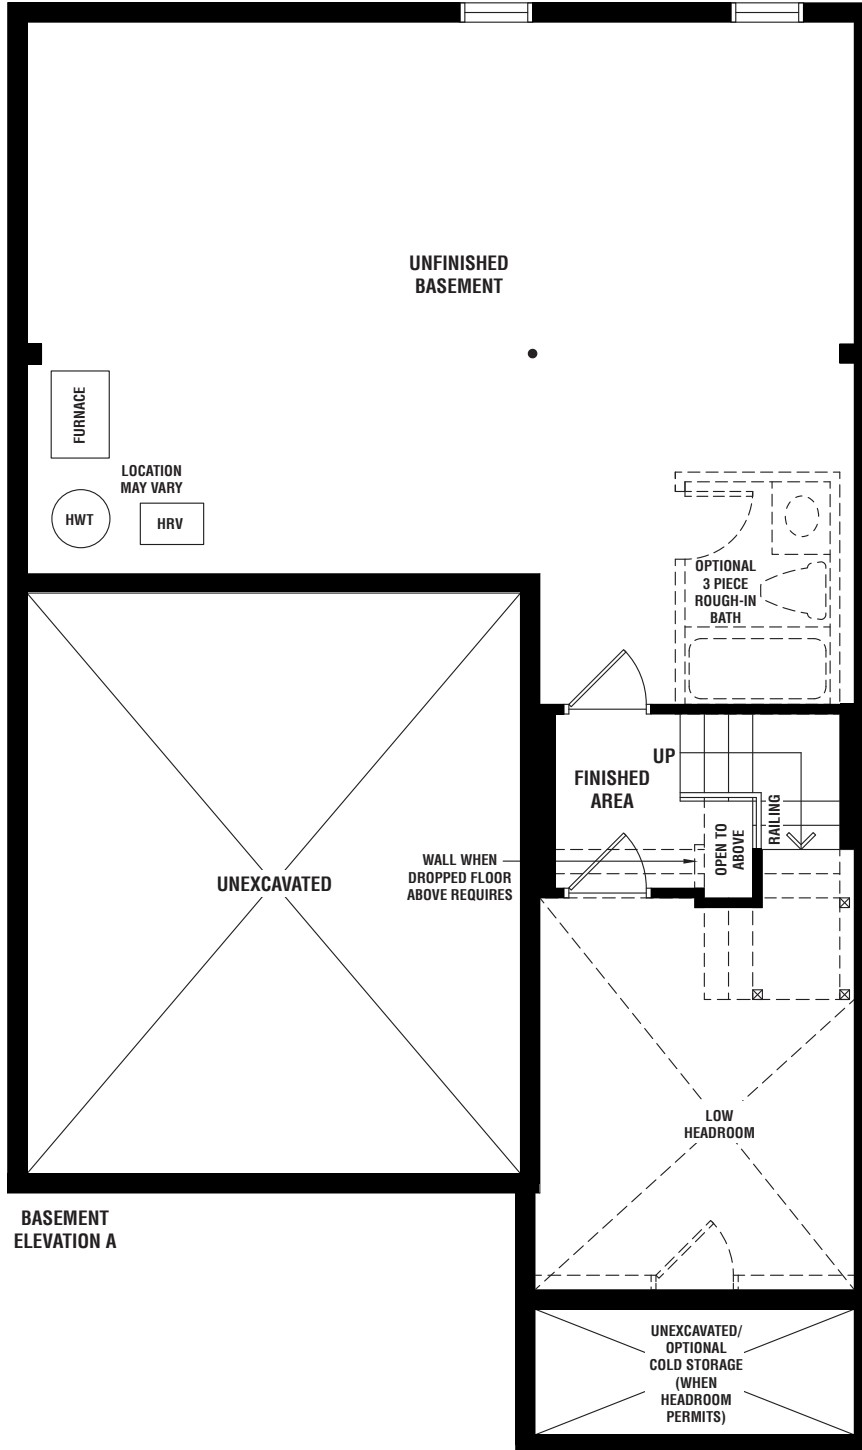 UNFINISHED
BASEMENT
FURNACE
LOCATION
MAY VARY
HWT
HRV
OPTIONAL
3 PIECE
ROUGH-IN
BATH
UP
FINISHED
AREA
RAILING
OPEN TO
ABOVE
WALL WHEN
DROPPED FLOOR
ABOVE REQUIRES
UNEXCAVATED
LOW
HEADROOM
BASEMENT
ELEVATION A
UNEXCAVATED/
OPTIONAL
COLD STORAGE
(WHEN
HEADROOM
PERMITS)